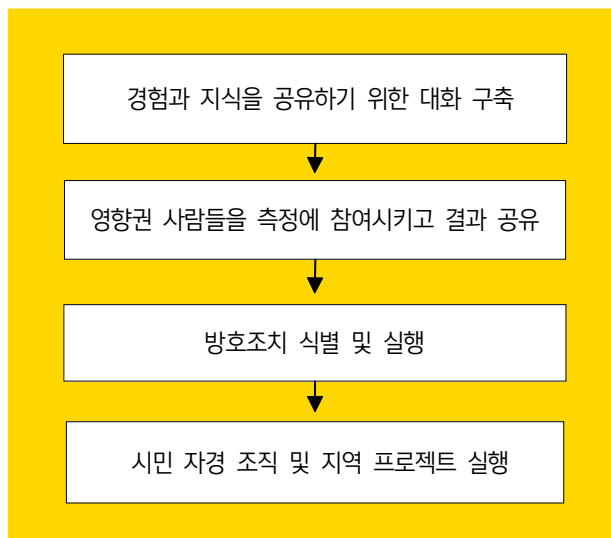 경험과 지식을 공유하기 위한 대화 구축
영향권 사람들을 측정에 참여시키고 결과 공유
방호조치 식별 및 실행
시민 자경 조직 및 지역 프로젝트 실행